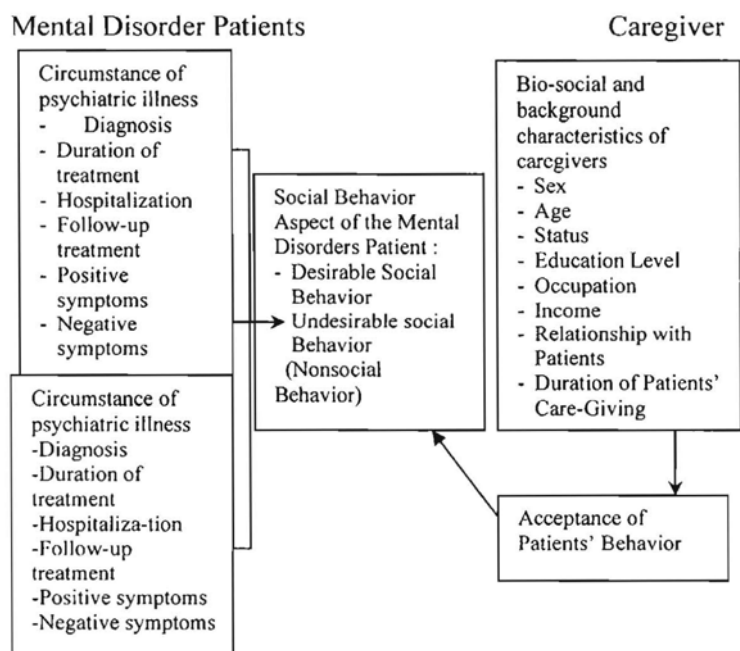 Mental Disorder Patients
Caregiver
Circumstance of
psychiatric illness
- Diagnosis
- Duration of
treatment
- Hospitalization
- Follow-up
treatment
- Positive
symptoms
- Negative
symptoms
Circumstance of
psychiatric illness
-Diagnosis
-Duration of
treatment
-Hospitaliza-tion
-Follow-up
treatment
-Positive symptoms
-Negative symptoms
Social Behavior
Aspect of the Mental
Disorders Patient :
- Desirable Social
Behavior
- Undesirable social
Behavior
(Nonsocial
Behavior)
Bio-social and
background
characteristics of
caregivers
- Sex
- Age
- Status
- Education Level
- Occupation
- Income
- Relationship with
Patients
- Duration of Patients'
Care-Giving
Acceptance of
Patients' Behavior